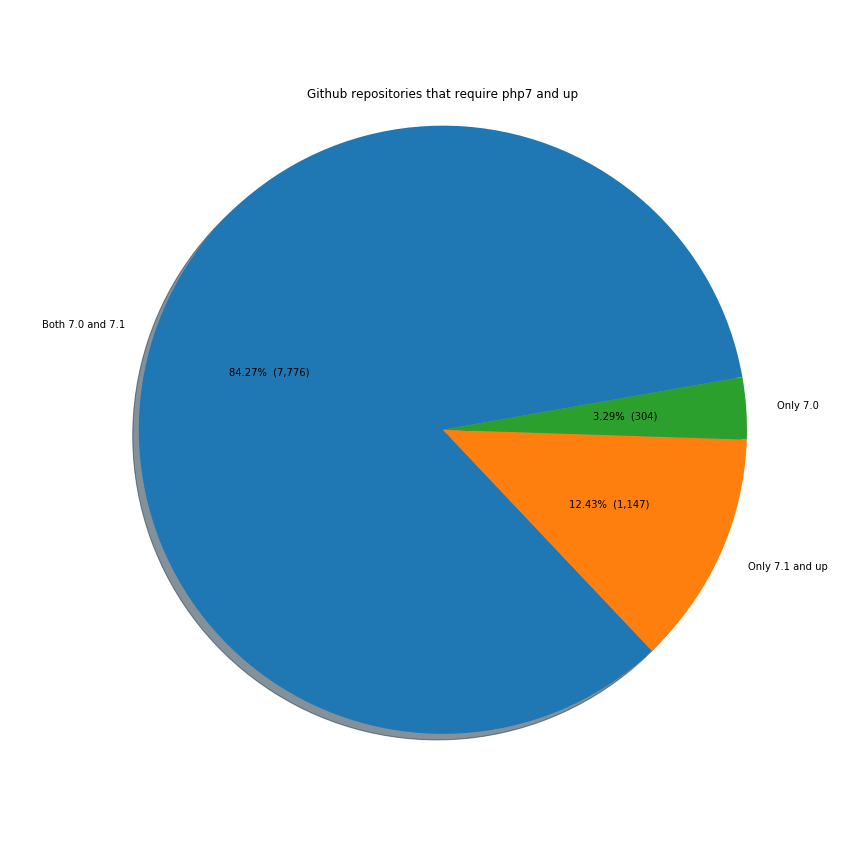 Github repositories that require php7 and up
Both 7.0 and 7.1
84.27%  (7,776)
3.29%  (304)
Only 7.0
12.43%  (1,147)
Only 7.1 and up